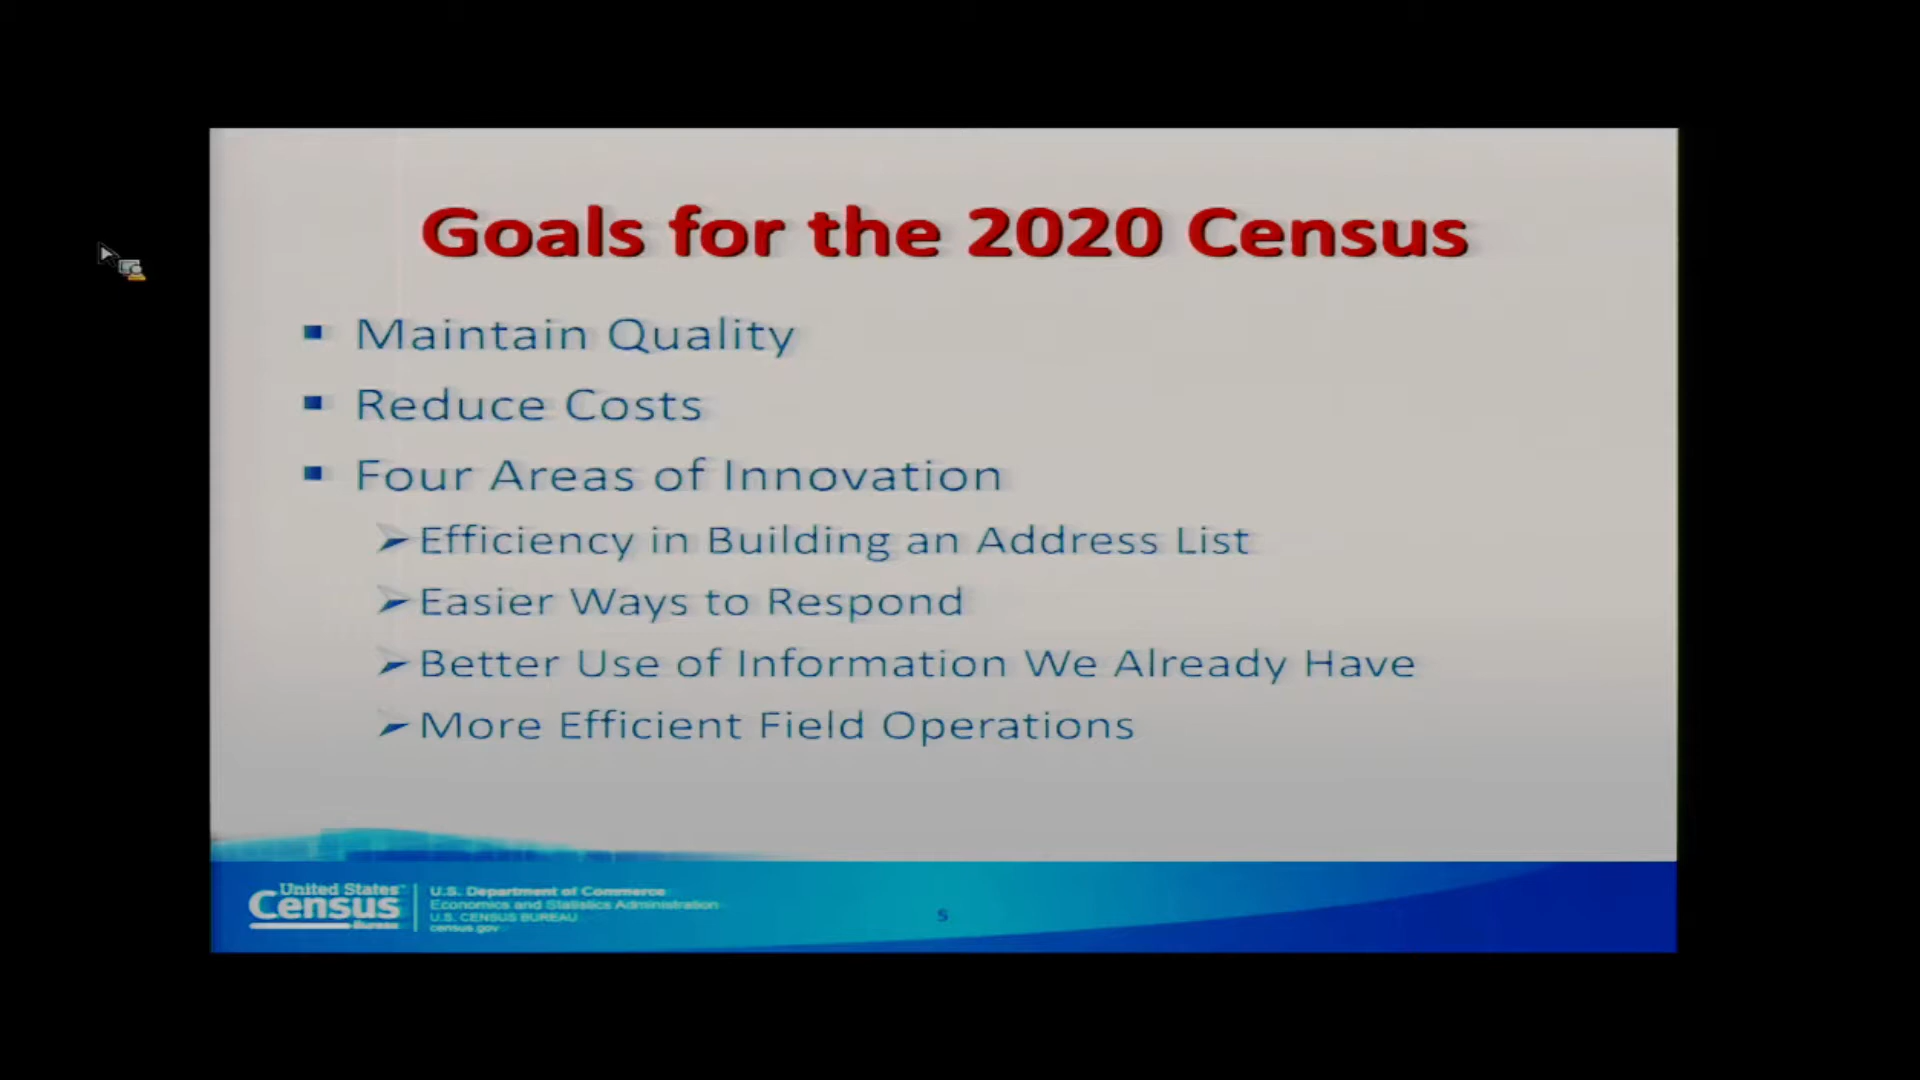 Goals for the 2020 Census
Maintain Quality
Reduce Costs
Four Areas of Innovation
Efficiency in Building an Address List
Easier Ways to Respond
Better Use of Information We Already Have
More Efficient Field Operations
United States
Census
Bureau
U.S. Department of Commerce
Economics and Statistics Administration
U.S. CENSUS BUREAU
census.gov
5